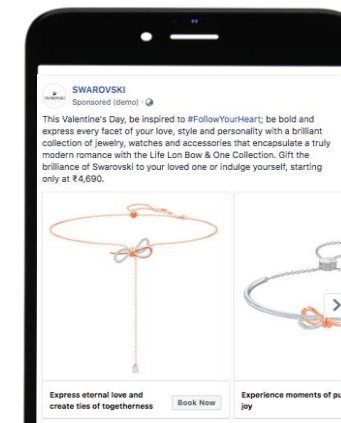 SWAROVSKI
SWAROVSKI
Sponsored (demo) ·
This Valentine's Day, be inspired to #FollowYourHeart; be bold and
express every facet of your love, style and personality with a brilliant
collection of jewelry, watches and accessories that encapsulate a truly
modern romance with the Life Lon Bow & One Collection. Gift the
brilliance of Swarovski to your loved one or indulge yourself, starting
only at ₹4,690.
Express eternal love and
create ties of togetherness
Book Now
Experience moments of pu
joy